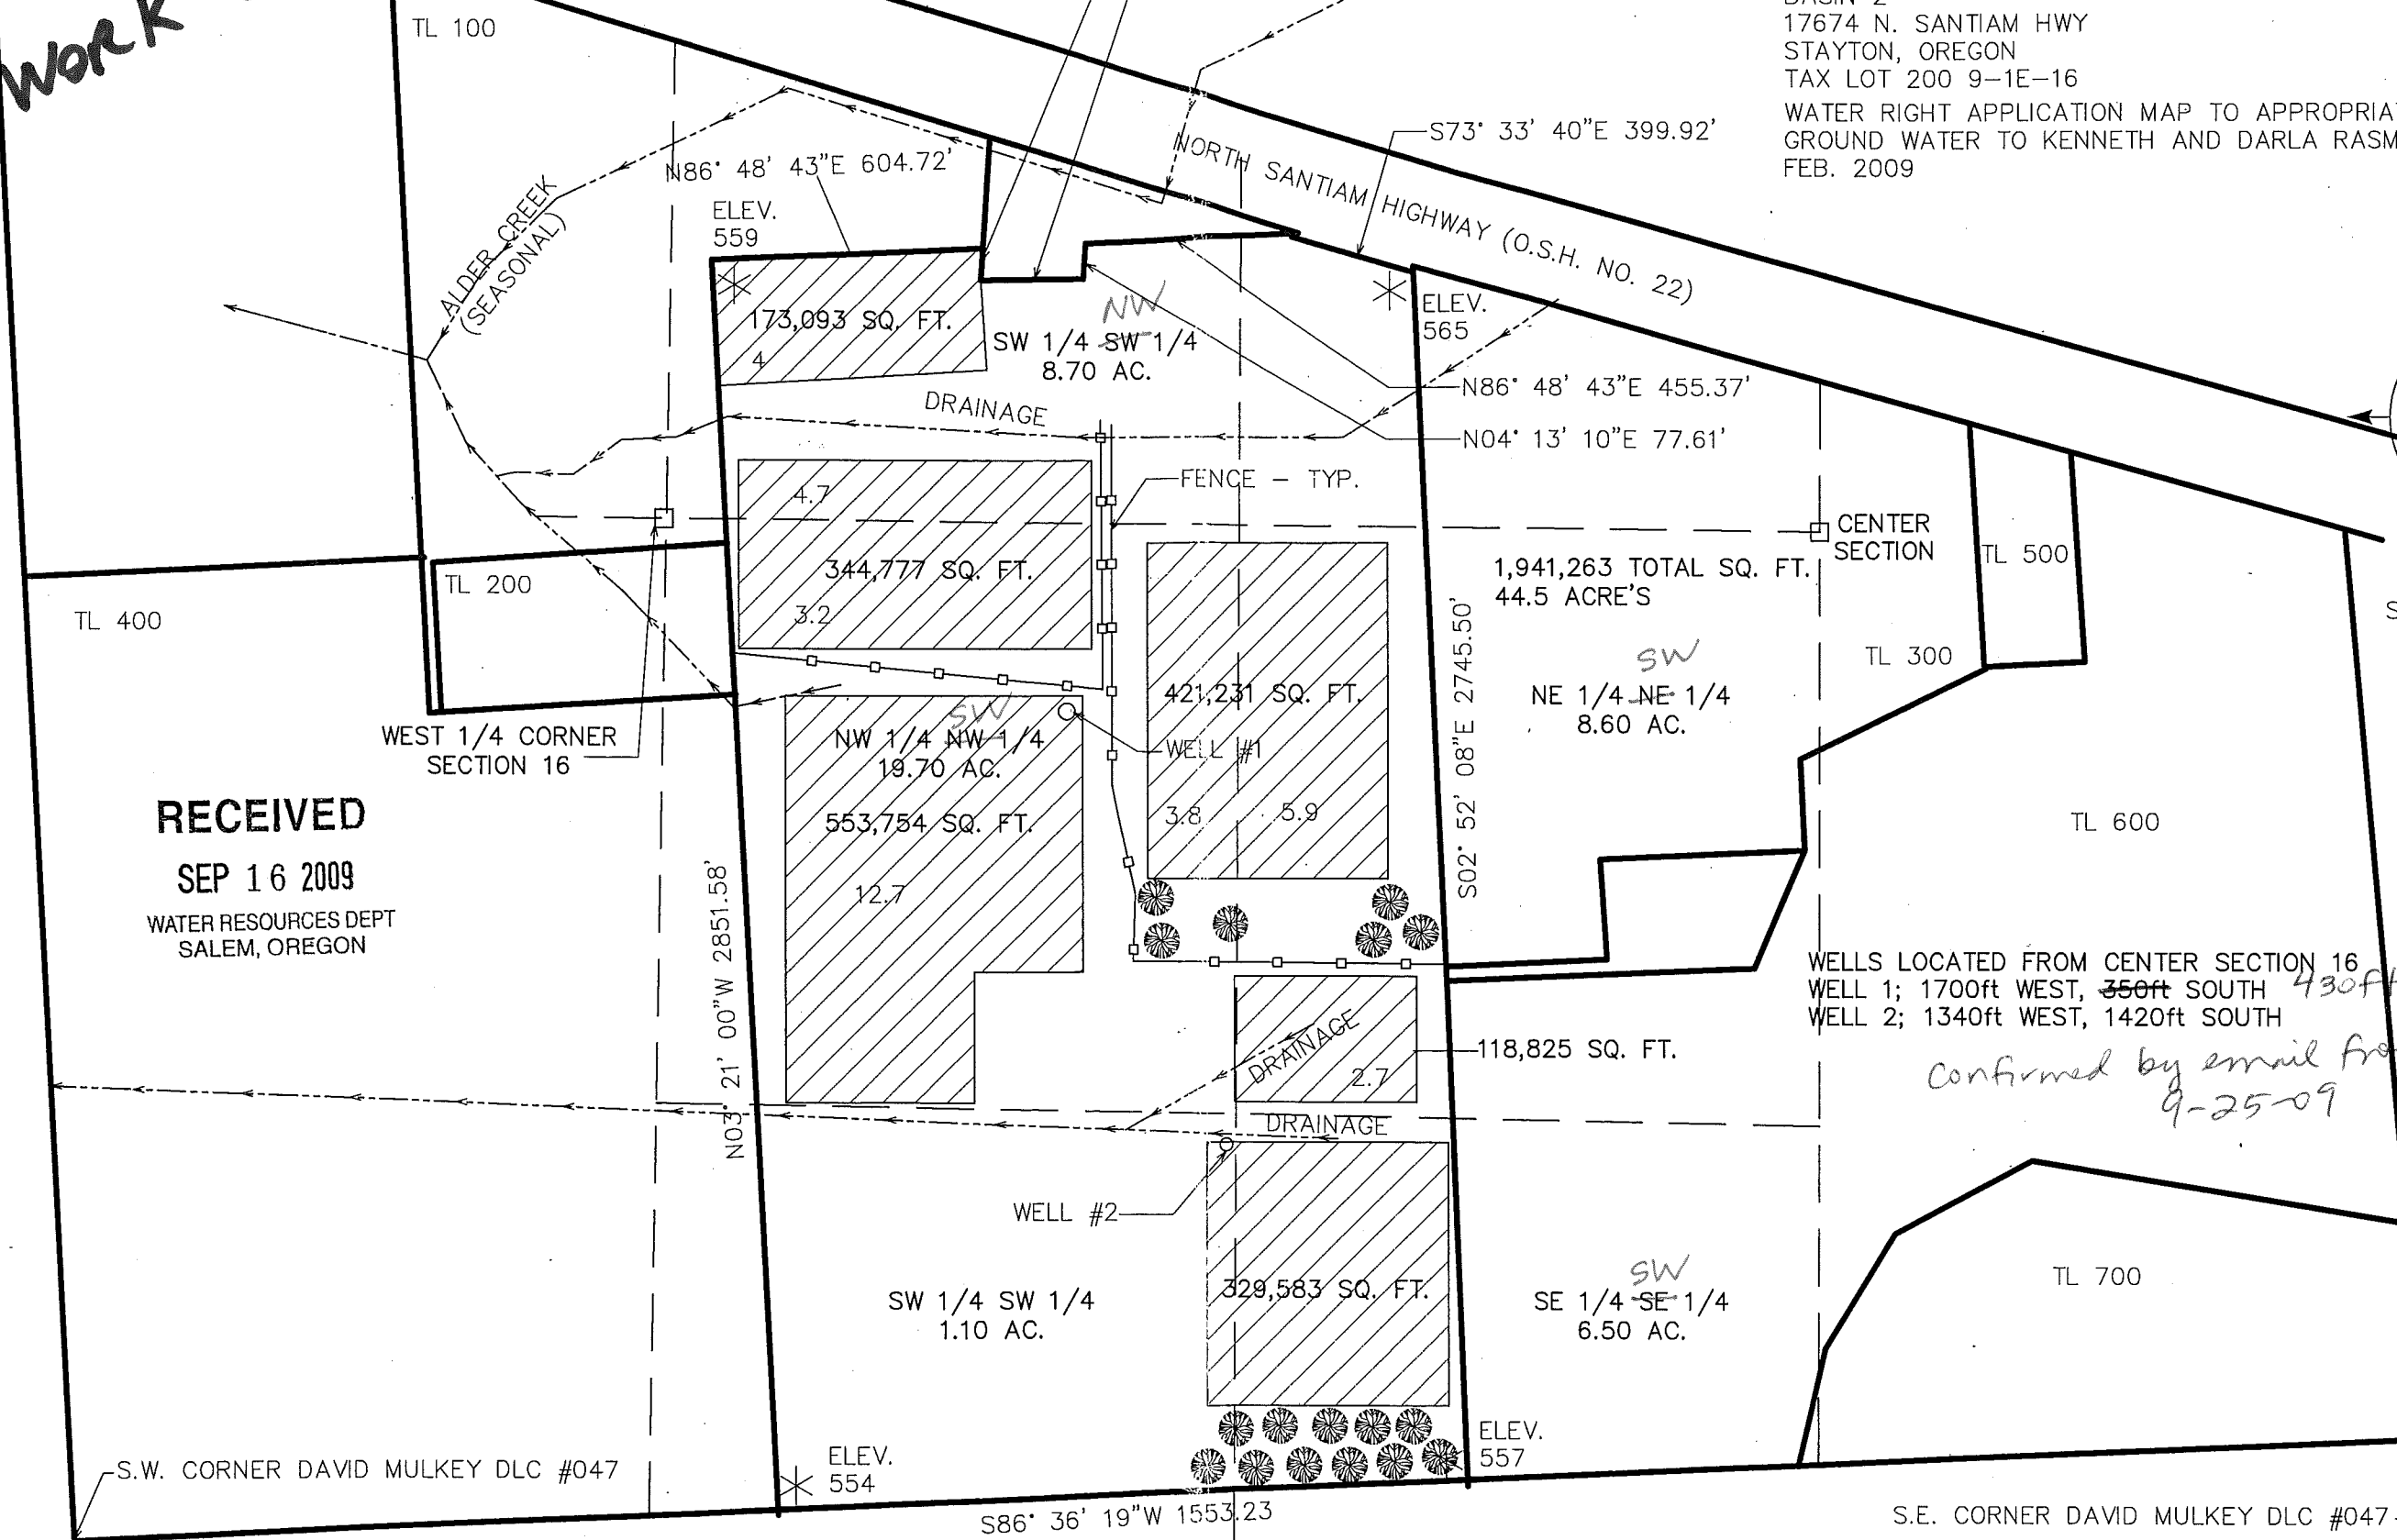 WORK
TL 100
BASIN 2
17674 N. SANTIAM HWY
STAYTON, OREGON
TAX LOT 200 9-1E-16
WATER RIGHT APPLICATION MAP TO
GROUND WATER TO KENNETH AND DARLA
FEB. 2009
S73° 33' 40"E 399.92'
NORTH SANTIAM HIGHWAY (O.S.H. NO. 22)
N86° 48' 43"E 604.72'
ALDER CREEK
(SEASONAL)
ELEV.
559
173,093 SQ. FT.
4
NW
SW 1/4 SW 1/4
8.70 AC.
ELEV.
565
N86° 48' 43"E 455.37'
N04° 13' 10"E 77.61'
DRAINAGE
FENCE - TYP.
4.7
344,777 SQ. FT.
3.2
CENTER
SECTION
TL 500
1,941,263 TOTAL SQ. FT.
44.5 ACRE'S
TL 200
TL 400
TL 300
SW
NE 1/4 NE 1/4
8.60 AC.
S02° 52' 08"E 2745.50'
421,231 SQ. FT.
3.8
5.9
WEST 1/4 CORNER
SECTION 16
SW
NW 1/4 NW 1/4
19.70 AC.
WELL #1
553,754 SQ. FT.
12.7
TL 600
RECEIVED
SEP 16 2009
WATER RESOURCES DEPT
SALEM, OREGON
N03° 21' 00"W 2851.58'
WELLS LOCATED FROM CENTER SECTION 16
WELL 1; 1700ft WEST, 350ft SOUTH 430ft
WELL 2; 1340ft WEST, 1420ft SOUTH
Confirmed by email
9-25-09
DRAINAGE
2.7
118,825 SQ. FT.
DRAINAGE
WELL #2
329,583 SQ. FT.
SW 1/4 SW 1/4
1.10 AC.
SW
SE 1/4 SE 1/4
6.50 AC.
TL 700
ELEV.
557
ELEV.
554
S.W. CORNER DAVID MULKEY DLC #047
S86° 36' 19"W 1553.23
S.E. CORNER DAVID MULKEY DLC #047